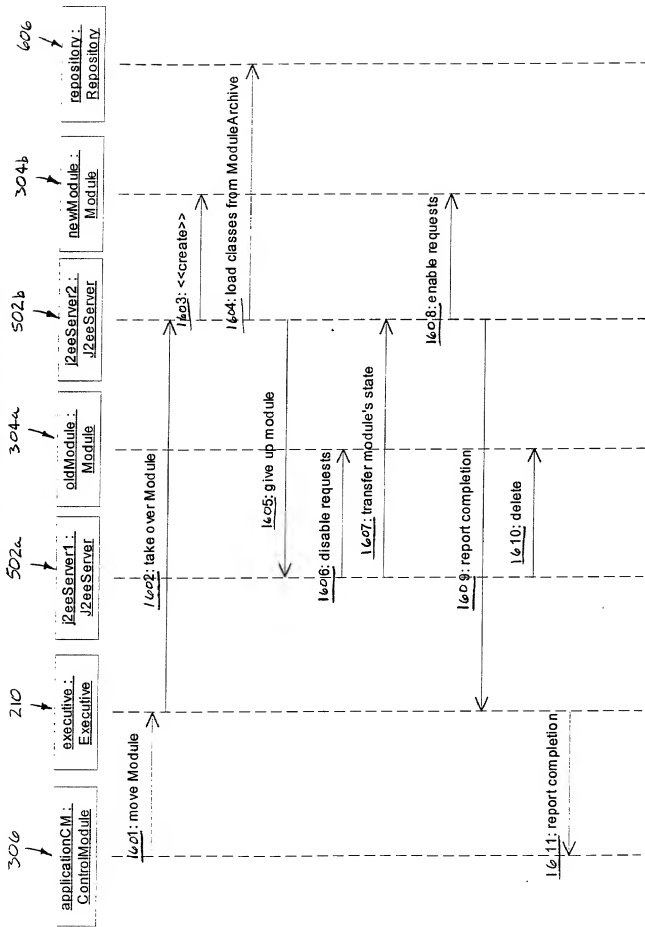 306
210
502a
304a
502b
304b
606
applicationCM :
ControlModule
executive :
Executive
j2eeServer1 :
J2eeServer
oldModule :
Module
j2eeServer2 :
J2eeServer
newModule :
Module
repository :
Repository
1601: move Module
1602: take over Module
1603: <<create>>
1604: load classes from ModuleArchive
1605: give up module
1606: disable requests
1607: transfer module's state
1608: enable requests
1609: report completion
1610: delete
1611: report completion